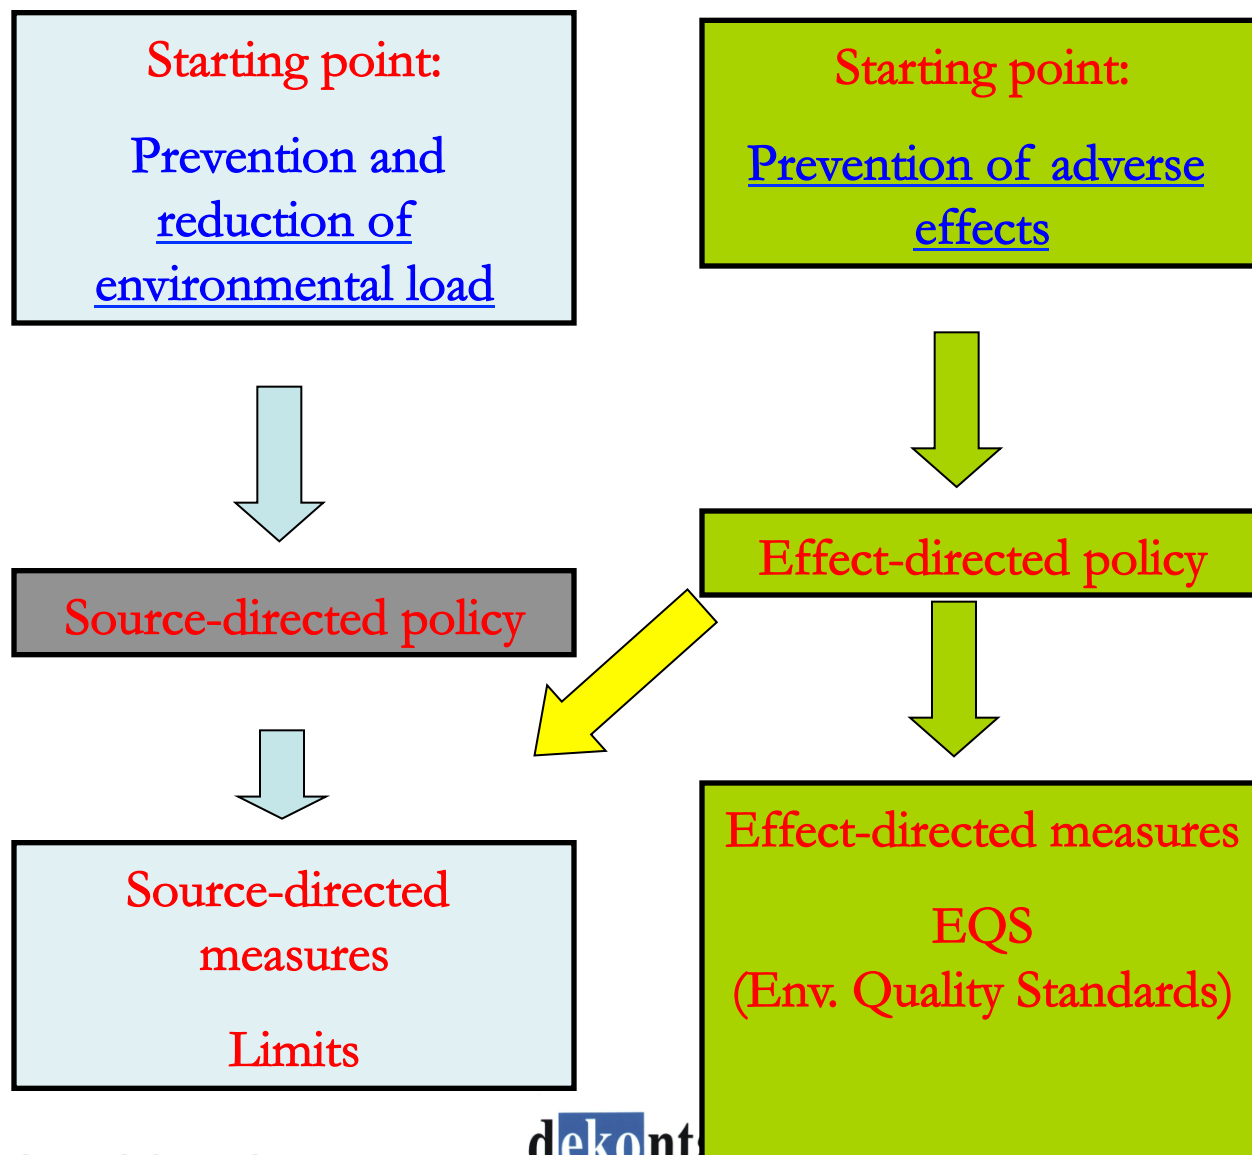 Starting point:
Prevention and
reduction of
environmental load
Source-directed policy
Source-directed
measures
Limits
Starting point:
Prevention of adverse
effects
Effect-directed policy
Effect-directed measures
EQS
(Env. Quality Standards)